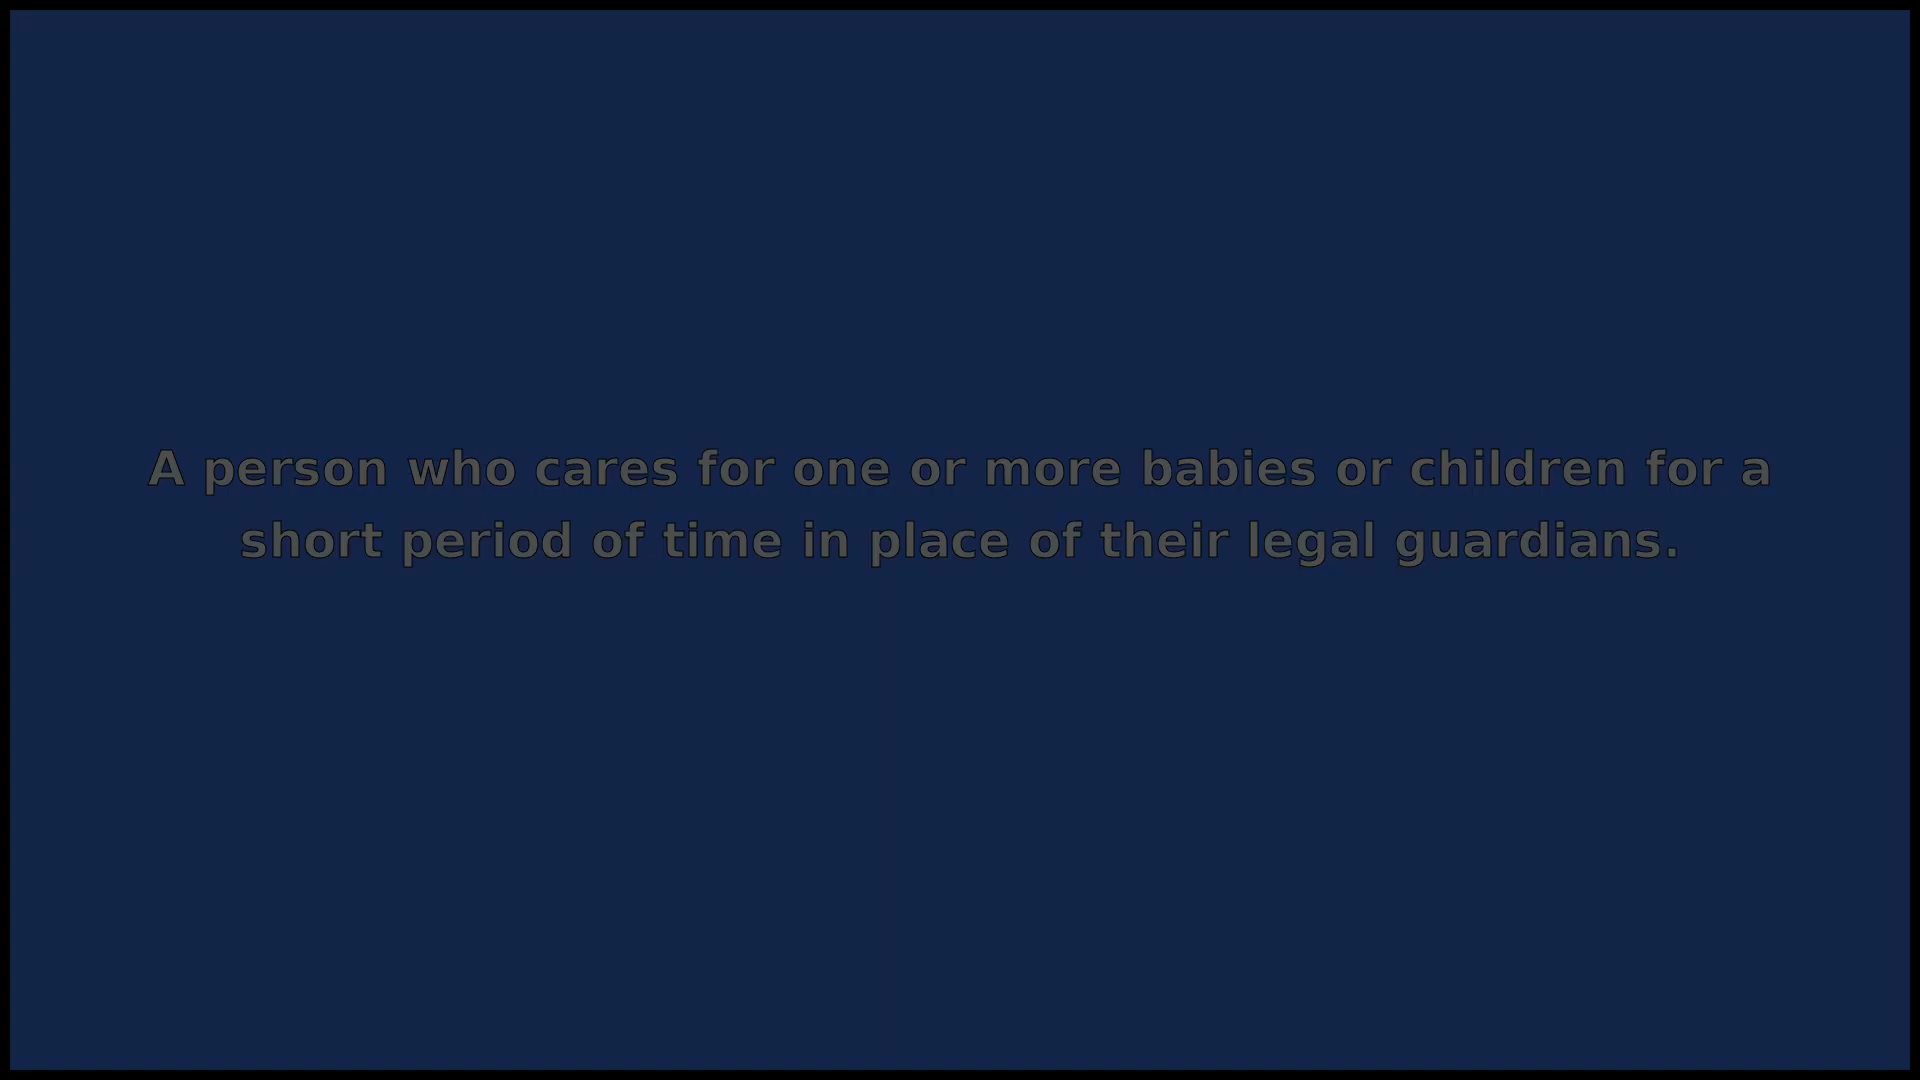 A person who cares for one or more babies or children for a
short period of time in place of their legal guardians.